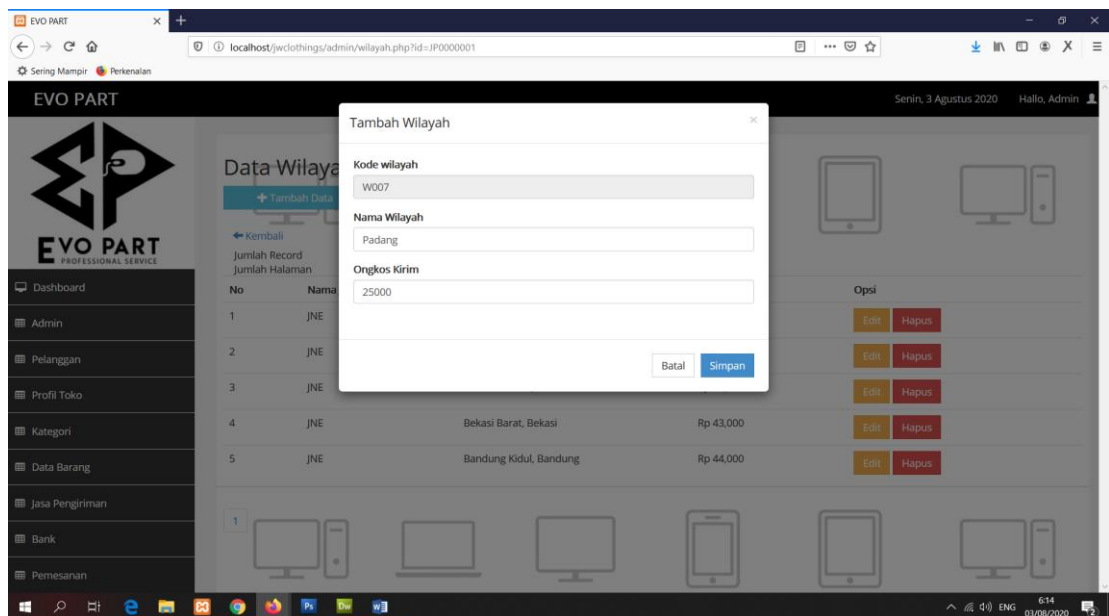 EVO PART
localhost/jwclothings/admin/wilayah.php?id=JP0000001
Sering Mampir Perkenalan
EVO PART
Senin, 3 Agustus 2020 Hallo, Admin
EVO PART
PROFESSIONAL SERVICE
Dashboard
Admin
Pelanggan
Profil Toko
Kategori
Data Barang
Jasa Pengiriman
Bank
Pemesanan
Data Wilaya
Tambah Data
Kembali
Jumlah Record
Jumlah Halaman
No Nama Opsi
1 JNE Edit Hapus
2 JNE Edit Hapus
3 JNE Edit Hapus
4 JNE Bekasi Barat, Bekasi Rp 43,000 Edit Hapus
5 JNE Bandung Kidul, Bandung Rp 44,000 Edit Hapus
1
Tambah Wilayah ×
Kode wilayah
W007
Nama Wilayah
Padang
Ongkos Kirim
25000
Batal Simpan
Ps Dw W
ENG 6:14
03/08/2020 2